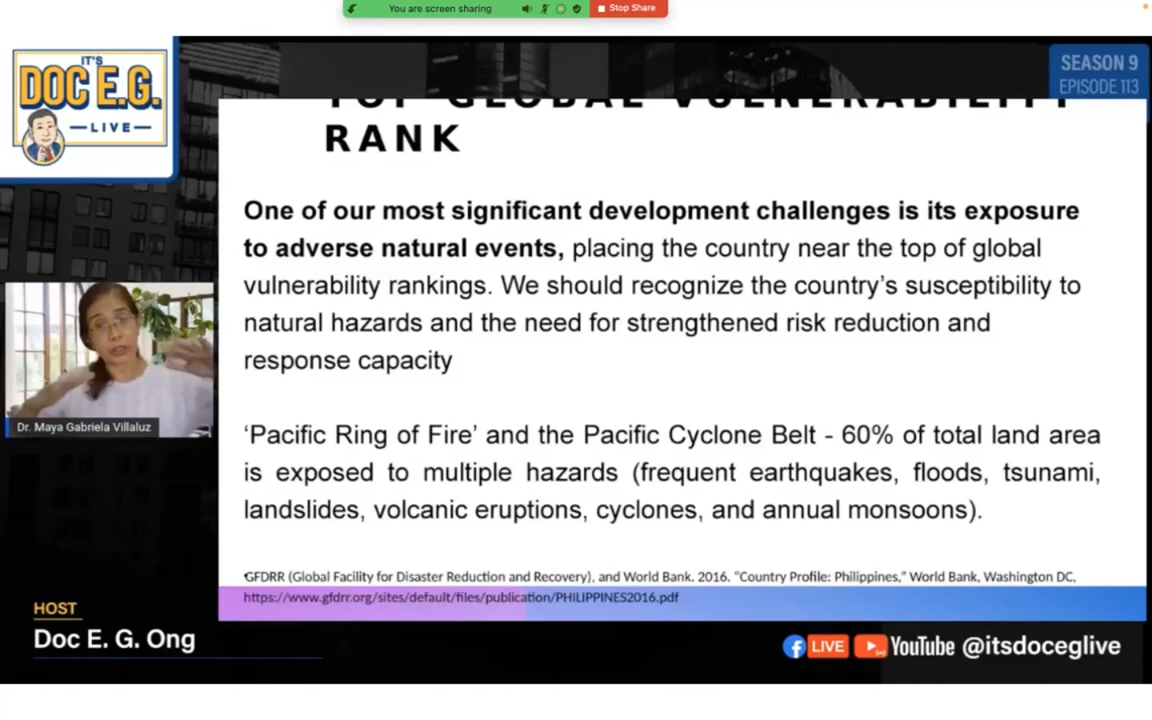 You are screen sharing
Stop Share
IT'S
DOC E.G.
LIVE
SEASON 9
EPISODE 113
TOP GLOBAL VULNERABILITY
RANK
One of our most significant development challenges is its exposure
to adverse natural events, placing the country near the top of global
vulnerability rankings. We should recognize the country's susceptibility to
natural hazards and the need for strengthened risk reduction and
response capacity
Dr. Maya Gabriela Villaluz
‘Pacific Ring of Fire’ and the Pacific Cyclone Belt - 60% of total land area
is exposed to multiple hazards (frequent earthquakes, floods, tsunami,
landslides, volcanic eruptions, cyclones, and annual monsoons).
GFDRR (Global Facility for Disaster Reduction and Recovery), and World Bank. 2016. “Country Profile: Philippines,” World Bank, Washington DC,
https://www.gfdrr.org/sites/default/files/publication/PHILIPPINES2016.pdf
HOST
Doc E. G. Ong
LIVE
YouTube @itsdoceglive